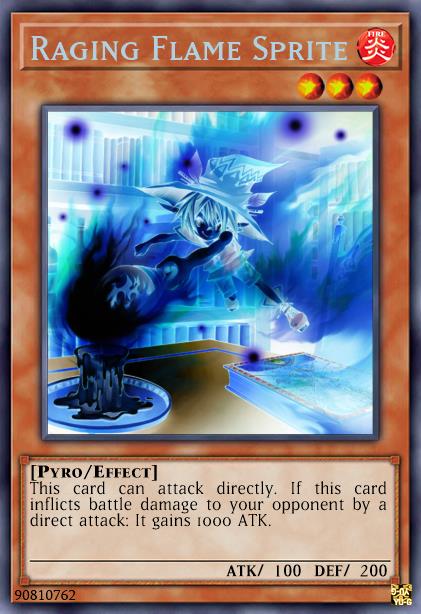 Raging Flame Sprite
FIRE
炎
[Pyro/Effect]
This card can attack directly. If this card
inflicts battle damage to your opponent by a
direct attack: It gains 1000 ATK.
ATK/ 100 DEF/ 200
90810762